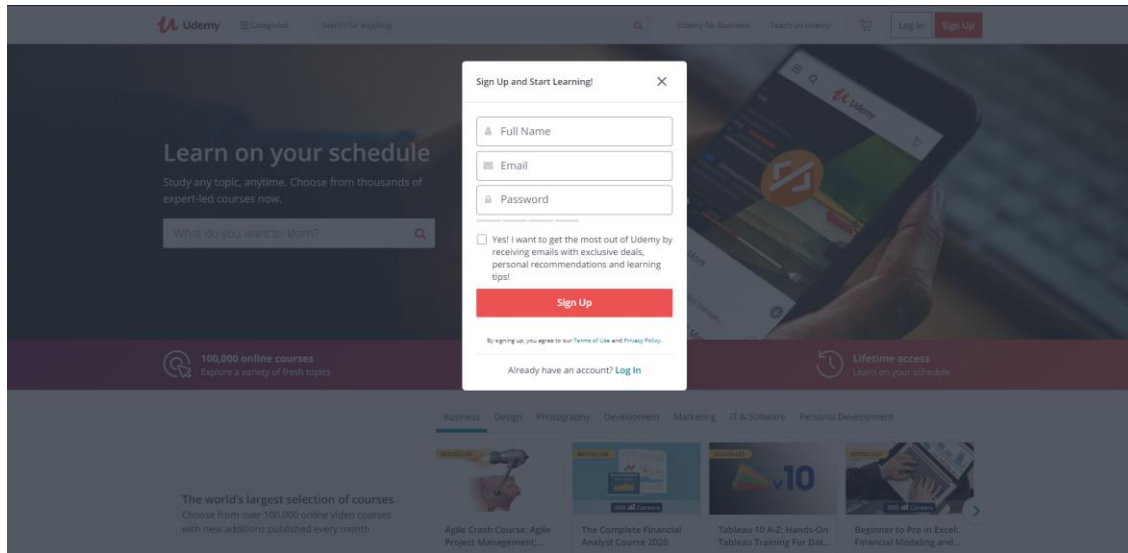 Udemy
Categories
Search for anything
Udemy for Business
Teach on Udemy
Log In
Sign Up
Sign Up and Start Learning!
Full Name
Email
Password
Yes! I want to get the most out of Udemy by
receiving emails with exclusive deals,
personal recommendations and learning
tips!
Sign Up
By signing up, you agree to our Terms of Use and Privacy Policy.
Already have an account? Log In
Learn on your schedule
Study any topic, anytime. Choose from thousands of
expert-led courses now.
What do you want to learn?
Udemy
100,000 online courses
Explore a variety of fresh topics
Lifetime access
Learn on your schedule
Business Design Photography Development Marketing IT & Software Personal Development
The world's largest selection of courses
Choose from over 100,000 online video courses
with new additions published every month
BESTSELLER
Agile Crash Course: Agile
Project Management;...
BESTSELLER
365 Careers
The Complete Financial
Analyst Course 2020
BESTSELLER
v10
Tableau 10 A-Z: Hands-On
Tableau Training For Dat...
BESTSELLER
365 Careers
Beginner to Pro in Excel:
Financial Modeling and...